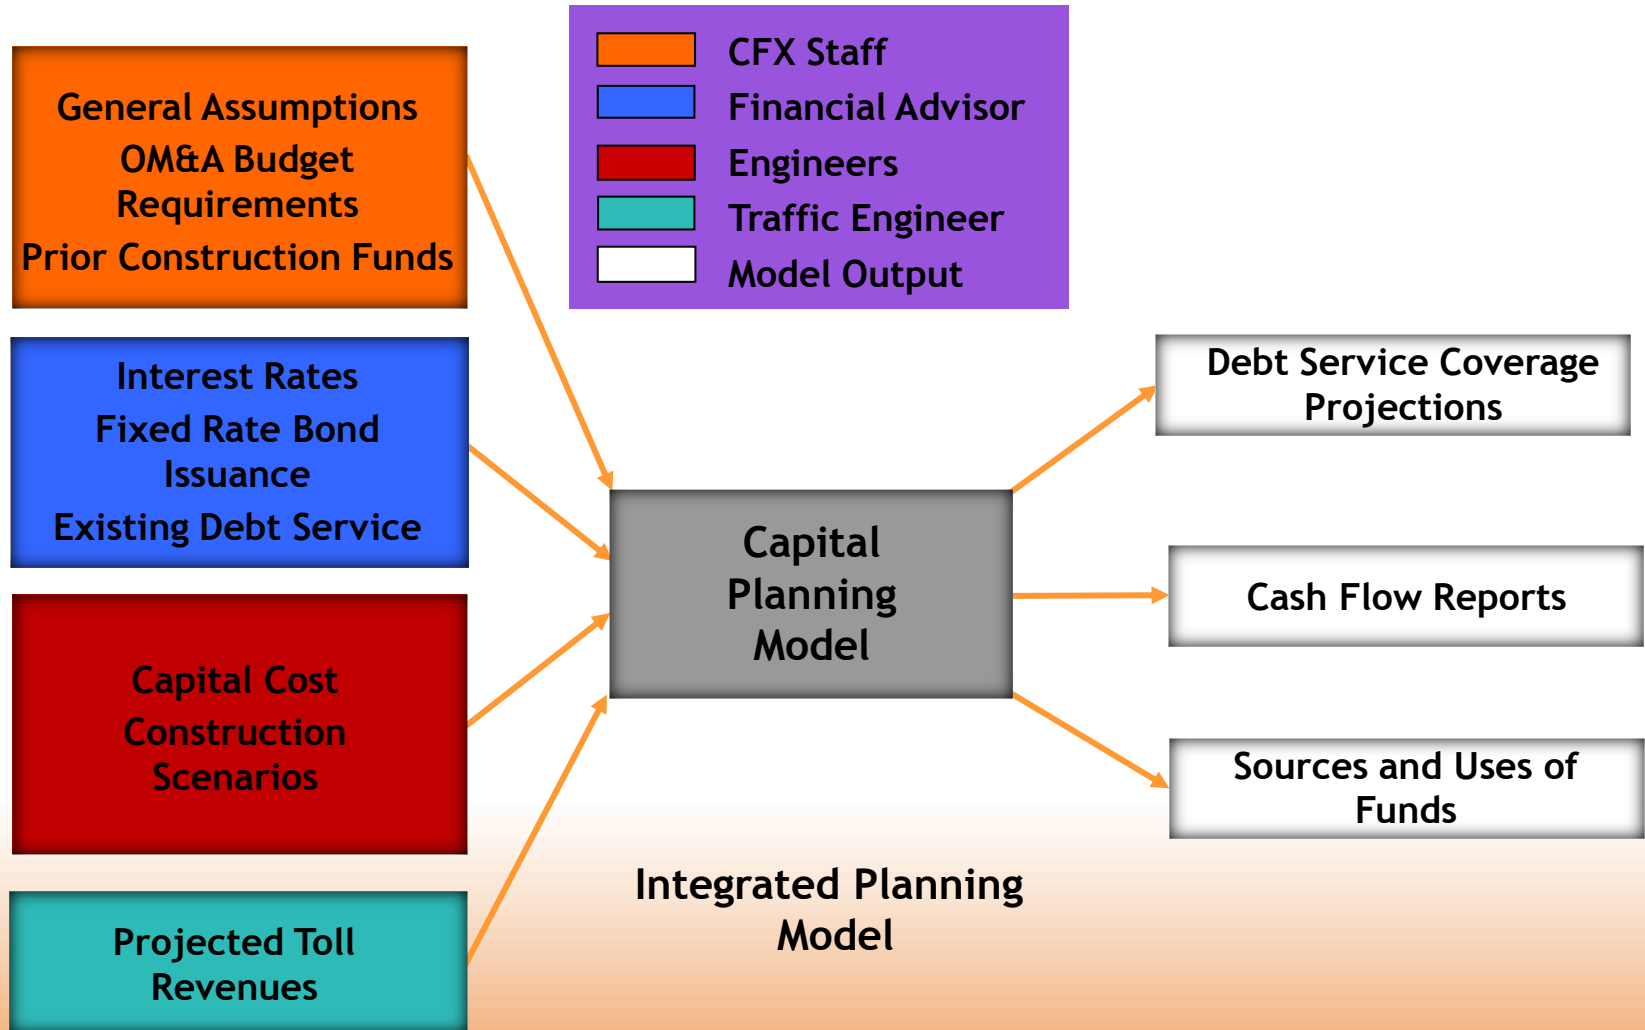 General Assumptions
OM&A Budget
Requirements
Prior Construction Funds
CFX Staff
Financial Advisor
Engineers
Traffic Engineer
Model Output
Interest Rates
Fixed Rate Bond
Issuance
Existing Debt Service
Capital Cost
Construction
Scenarios
Projected Toll
Revenues
Capital
Planning
Model
Debt Service Coverage
Projections
Cash Flow Reports
Sources and Uses of
Funds
Integrated Planning
Model